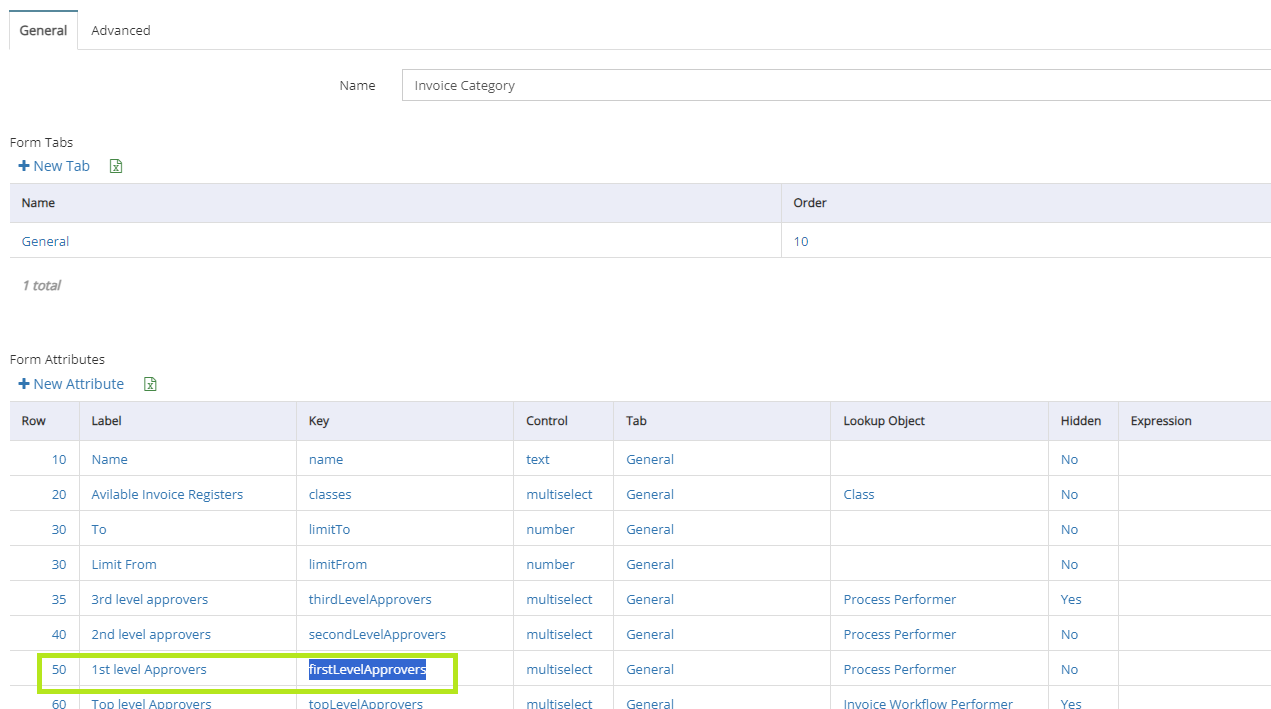 General Advanced
Name Invoice Category
Form Tabs
New Tab
Name Order
General 10
1 total
Form Attributes
New Attribute
Row Label Key Control Tab Lookup Object Hidden Expression
10 Name name text General No
20 Avilable Invoice Registers classes multiselect General Class No
30 To limitTo number General No
30 Limit From limitFrom number General No
35 3rd level approvers thirdLevelApprovers multiselect General Process Performer Yes
40 2nd level approvers secondLevelApprovers multiselect General Process Performer No
50 1st level Approvers firstLevelApprovers multiselect General Process Performer No
60 Top level Approvers topLevelApprovers multiselect General Invoice Workflow Performer Yes